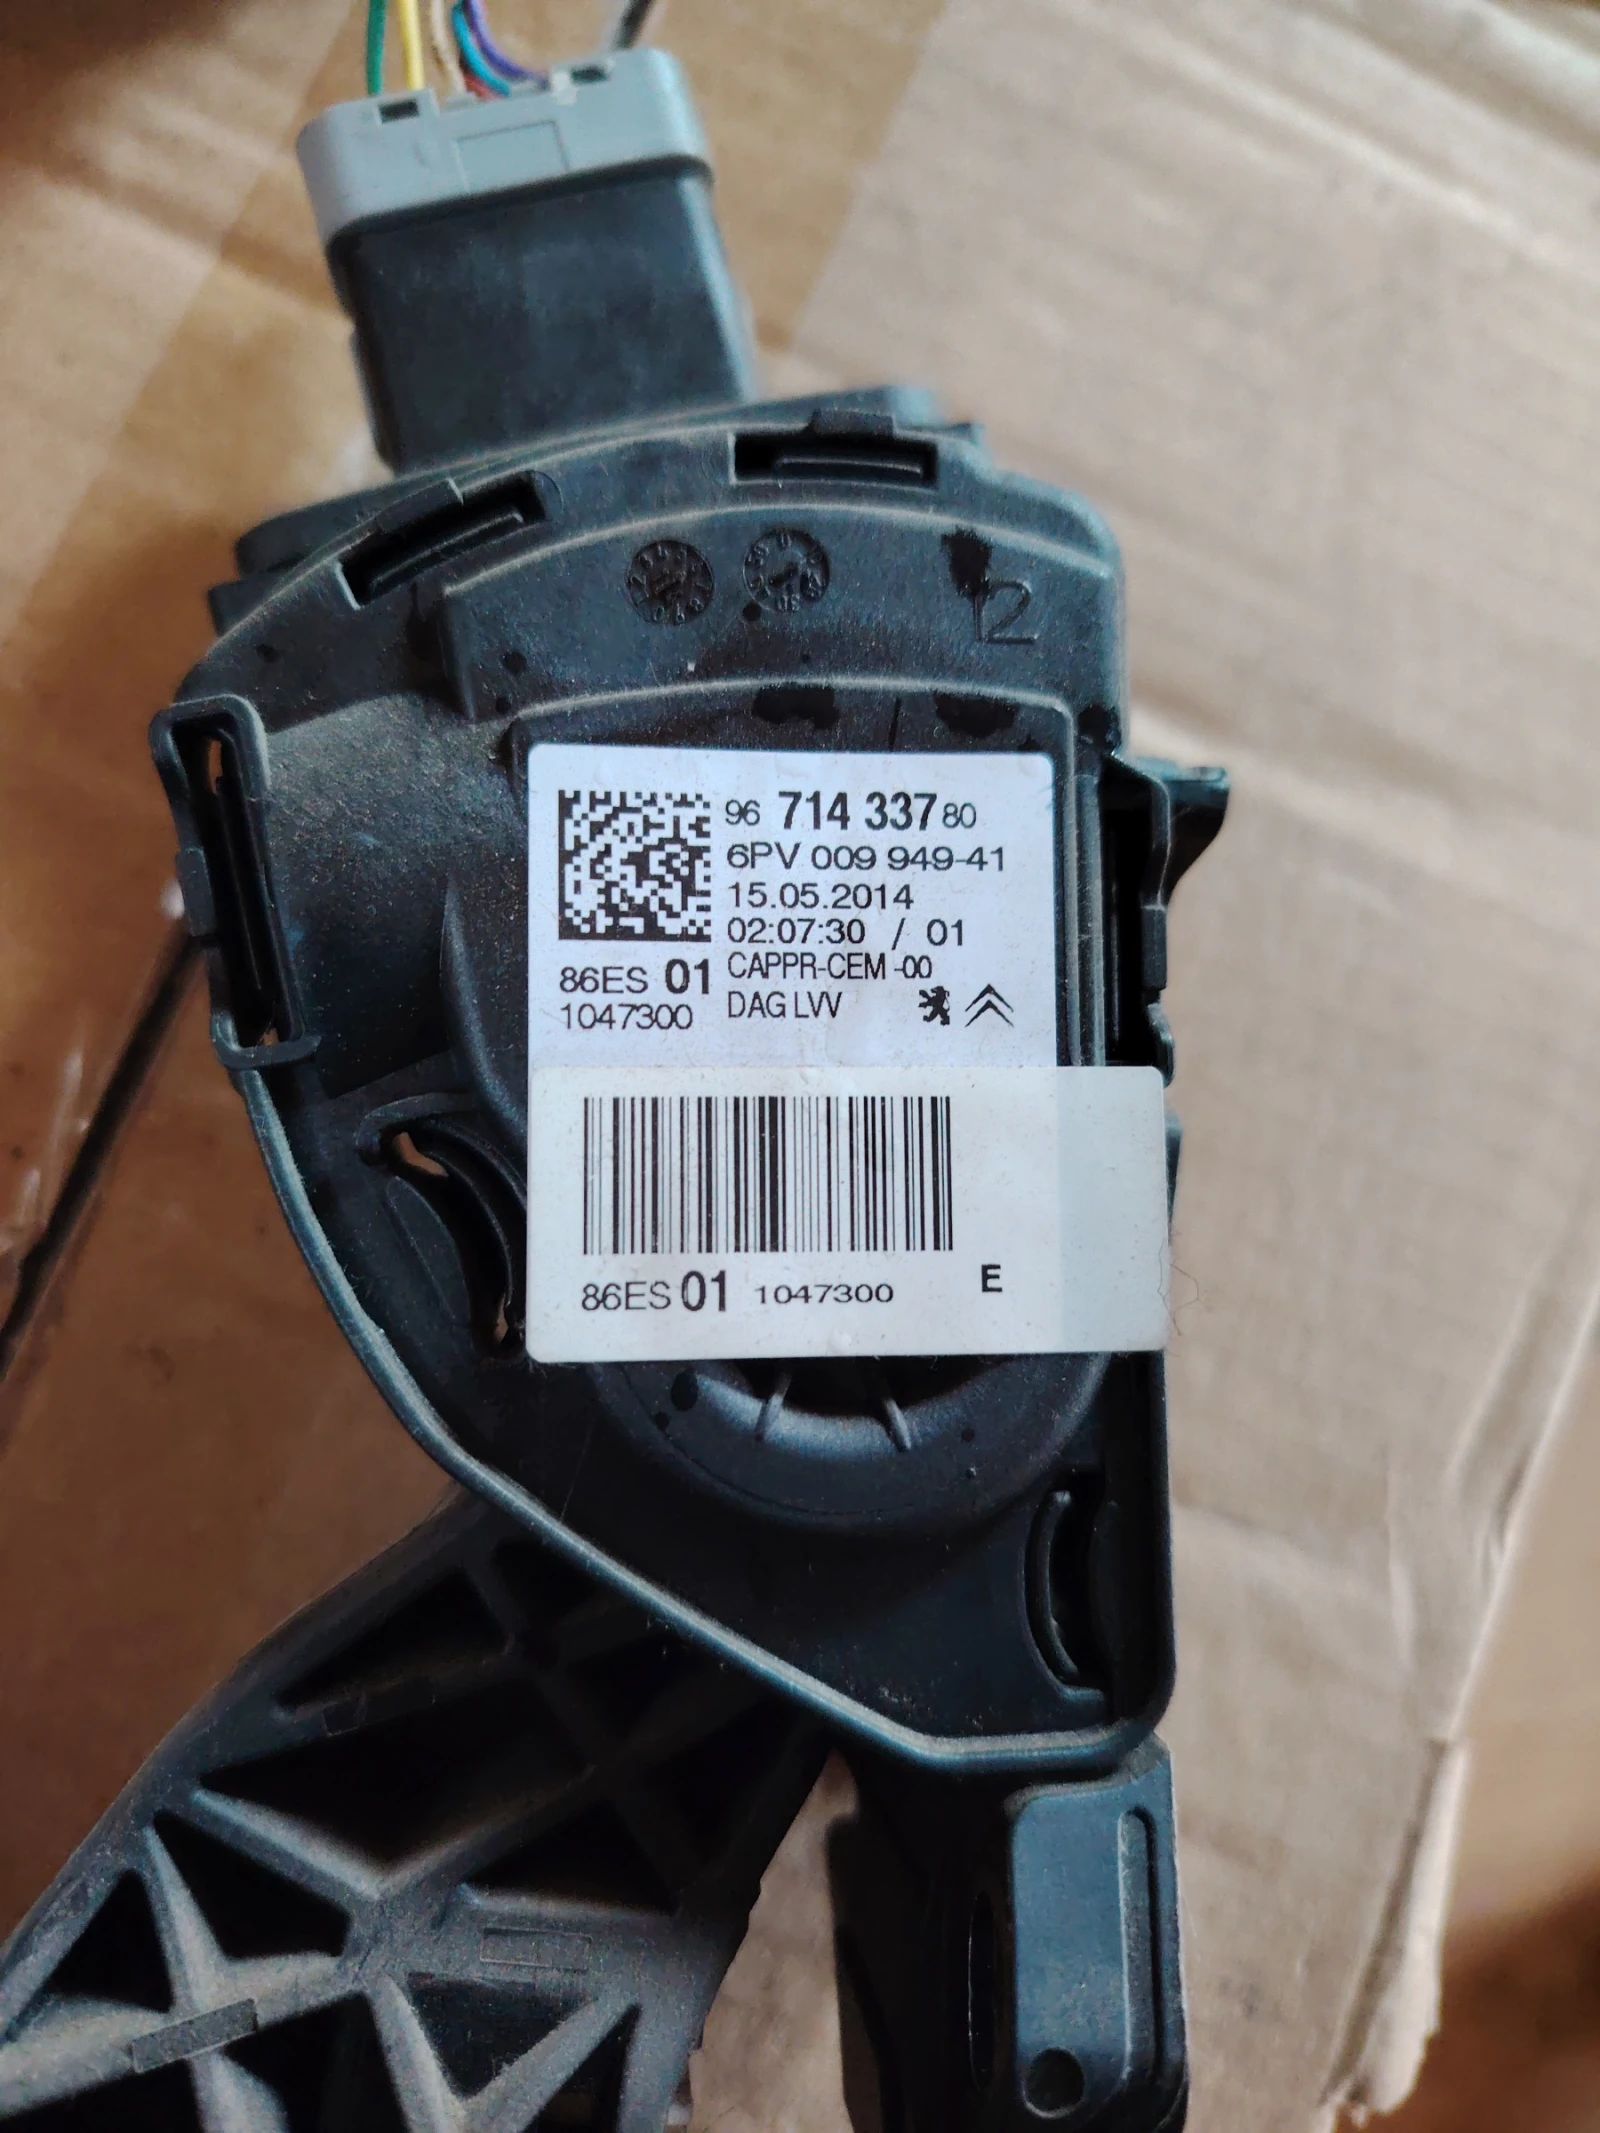 12
96 714 337 80
6PV 009 949-41
15.05.2014
02:07:30 / 01
86ES 01 CAPPR-CEM -00
1047300 DAG LVV
86ES 01 1047300 E